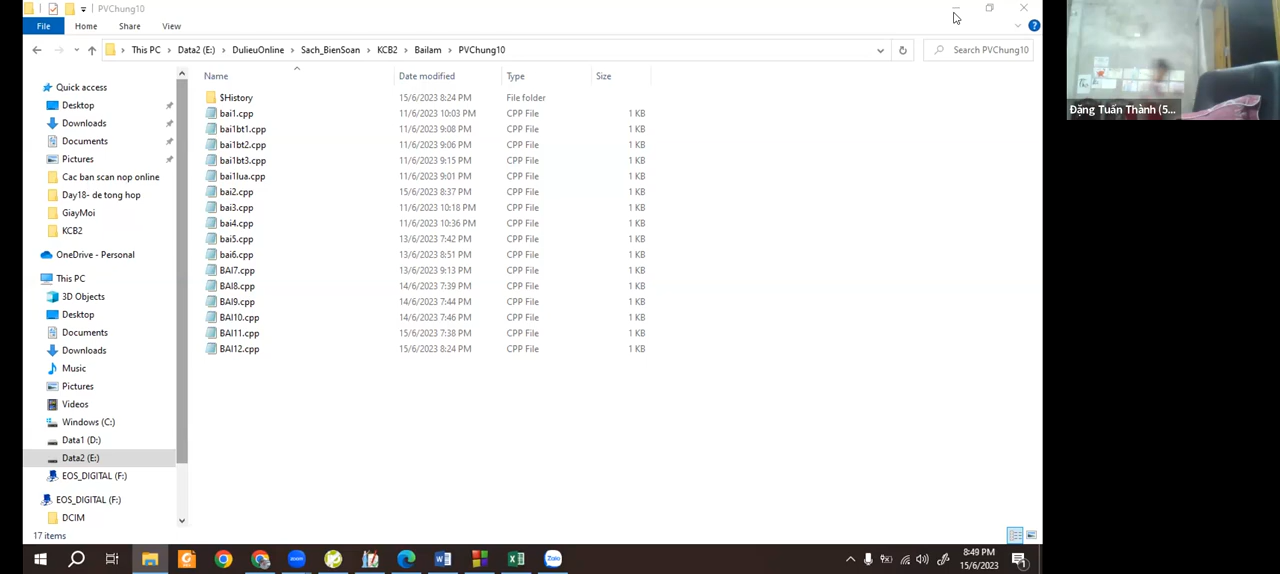 PVChung10
File Home Share View
This PC Data2 (E:) DulieuOnline Sach_BienSoan KCB2 Bailam PVChung10 Search PVChung10
Name Date modified Type Size
Quick access
Desktop
Downloads
Documents
Pictures
Cac ban scan nop online
Day18- de tong hop
GiayMoi
KCB2
OneDrive - Personal
This PC
3D Objects
Desktop
Documents
Downloads
Music
Pictures
Videos
Windows (C:)
Data1 (D:)
Data2 (E:)
EOS_DIGITAL (F:)
EOS_DIGITAL (F:)
DCIM
$History 15/6/2023 8:24 PM File folder
bai1.cpp 11/6/2023 10:03 PM CPP File 1 KB
bai1bt1.cpp 11/6/2023 9:08 PM CPP File 1 KB
bai1bt2.cpp 11/6/2023 9:06 PM CPP File 1 KB
bai1bt3.cpp 11/6/2023 9:15 PM CPP File 1 KB
bai1lua.cpp 11/6/2023 9:01 PM CPP File 1 KB
bai2.cpp 15/6/2023 8:37 PM CPP File 1 KB
bai3.cpp 11/6/2023 10:18 PM CPP File 1 KB
bai4.cpp 11/6/2023 10:36 PM CPP File 1 KB
bai5.cpp 13/6/2023 7:42 PM CPP File 1 KB
bai6.cpp 13/6/2023 8:51 PM CPP File 1 KB
BAI7.cpp 13/6/2023 9:13 PM CPP File 1 KB
BAI8.cpp 14/6/2023 7:39 PM CPP File 1 KB
BAI9.cpp 14/6/2023 7:44 PM CPP File 1 KB
BAI10.cpp 14/6/2023 7:46 PM CPP File 1 KB
BAI11.cpp 15/6/2023 7:38 PM CPP File 1 KB
BAI12.cpp 15/6/2023 8:24 PM CPP File 1 KB
17 items
zoom
Zalo
8:49 PM
15/6/2023
1
Đặng Tuấn Thành (5...